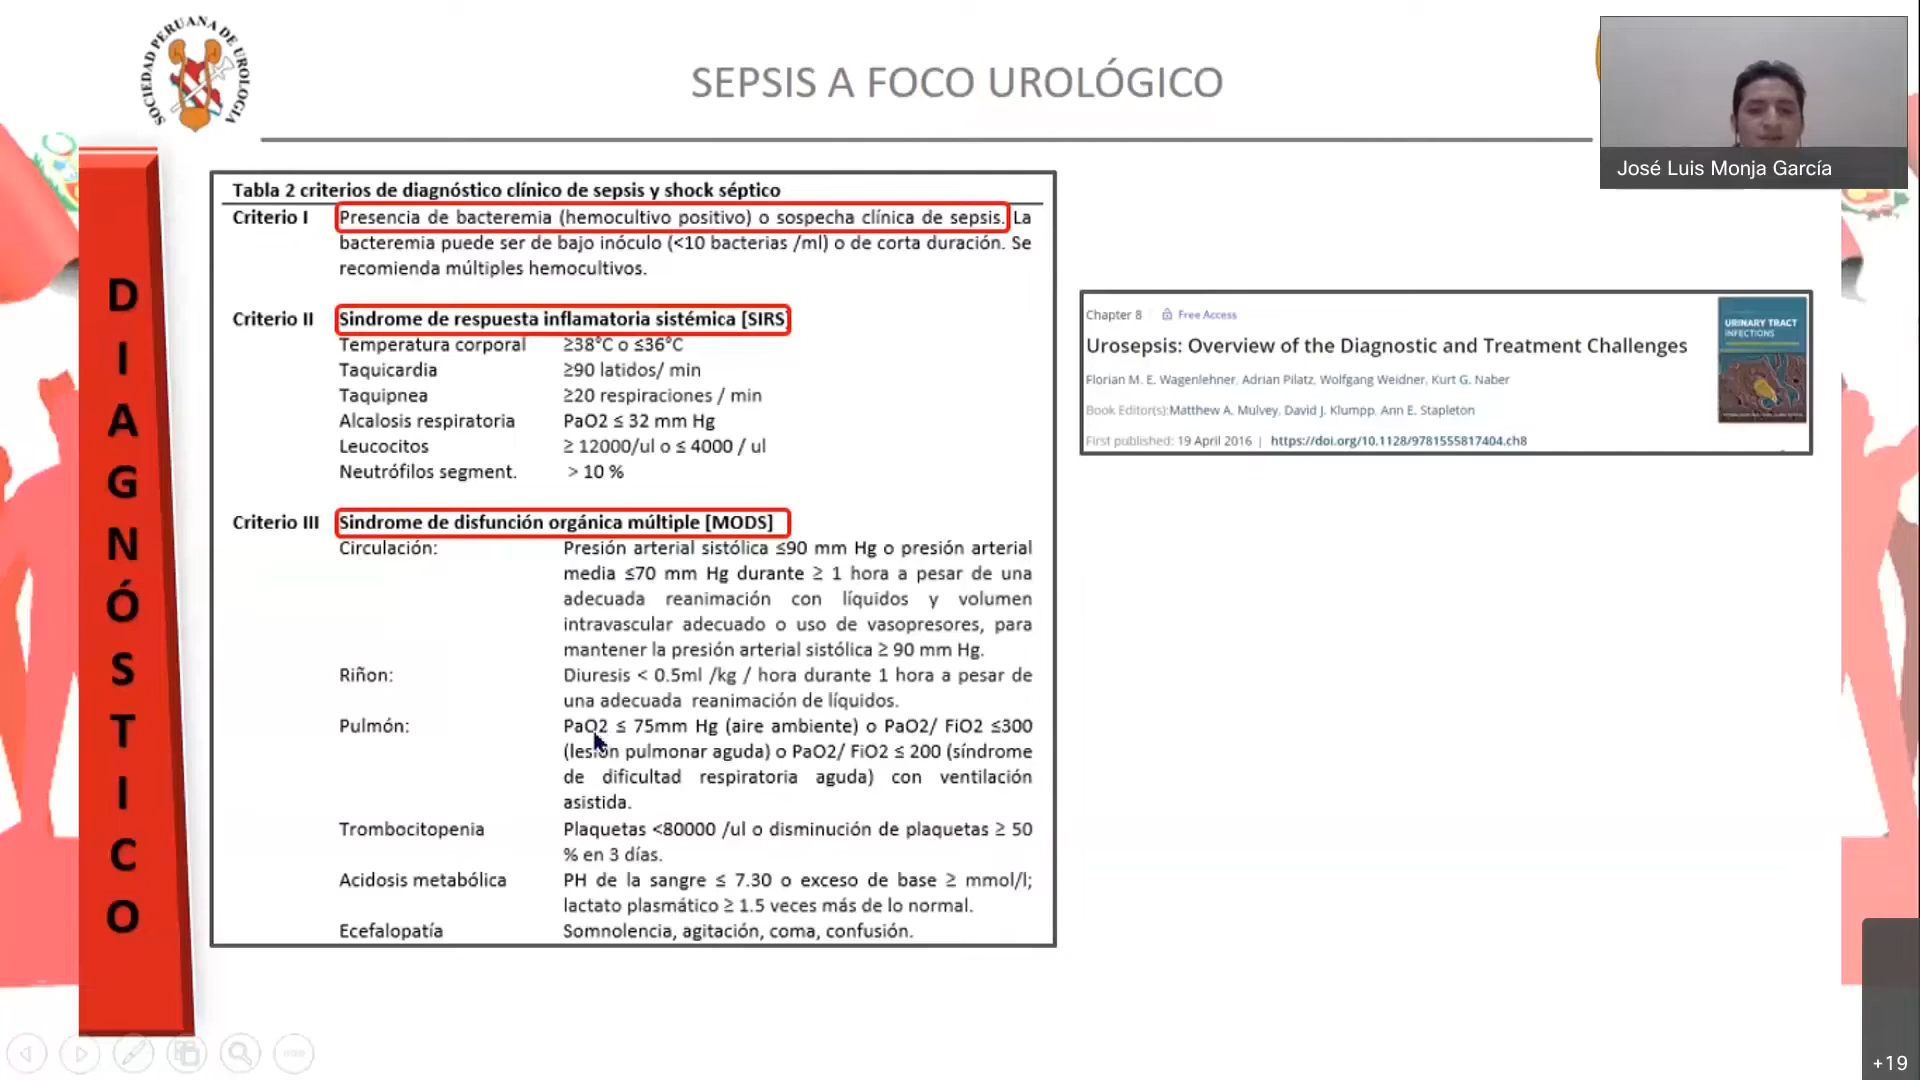 SOCIEDAD PERUANA DE UROLOGIA
SEPSIS A FOCO UROLÓGICO
José Luis Monja García
DIAGNÓSTICO
Tabla 2 criterios de diagnóstico clínico de sepsis y shock séptico
Criterio I Presencia de bacteremia (hemocultivo positivo) o sospecha clínica de sepsis. La
bacteremia puede ser de bajo inóculo (<10 bacterias /ml) o de corta duración. Se
recomienda múltiples hemocultivos.
Criterio II Sindrome de respuesta inflamatoria sistémica [SIRS]
Temperatura corporal ≥38°C o ≤36°C
Taquicardia ≥90 latidos/ min
Taquipnea ≥20 respiraciones / min
Alcalosis respiratoria PaO2 ≤ 32 mm Hg
Leucocitos ≥ 12000/ul o ≤ 4000 / ul
Neutrófilos segment. > 10 %
Criterio III Sindrome de disfunción orgánica múltiple [MODS]
Circulación: Presión arterial sistólica ≤90 mm Hg o presión arterial
media ≤70 mm Hg durante ≥ 1 hora a pesar de una
adecuada reanimación con líquidos y volumen
intravascular adecuado o uso de vasopresores, para
mantener la presión arterial sistólica ≥ 90 mm Hg.
Riñon: Diuresis < 0.5ml /kg / hora durante 1 hora a pesar de
una adecuada reanimación de líquidos.
Pulmón: PaO2 ≤ 75mm Hg (aire ambiente) o PaO2/ FiO2 ≤300
(lesión pulmonar aguda) o PaO2/ FiO2 ≤ 200 (síndrome
de dificultad respiratoria aguda) con ventilación
asistida.
Trombocitopenia Plaquetas <80000 /ul o disminución de plaquetas ≥ 50
% en 3 días.
Acidosis metabólica PH de la sangre ≤ 7.30 o exceso de base ≥ mmol/l;
lactato plasmático ≥ 1.5 veces más de lo normal.
Ecefalopatía Somnolencia, agitación, coma, confusión.
Chapter 8 Free Access
Urosepsis: Overview of the Diagnostic and Treatment Challenges
Florian M. E. Wagenlehner, Adrian Pilatz, Wolfgang Weidner, Kurt G. Naber
Book Editor(s):Matthew A. Mulvey, David J. Klumpp, Ann E. Stapleton
First published: 19 April 2016 | https://doi.org/10.1128/9781555817404.ch8
URINARY TRACT
INFECTIONS
+19